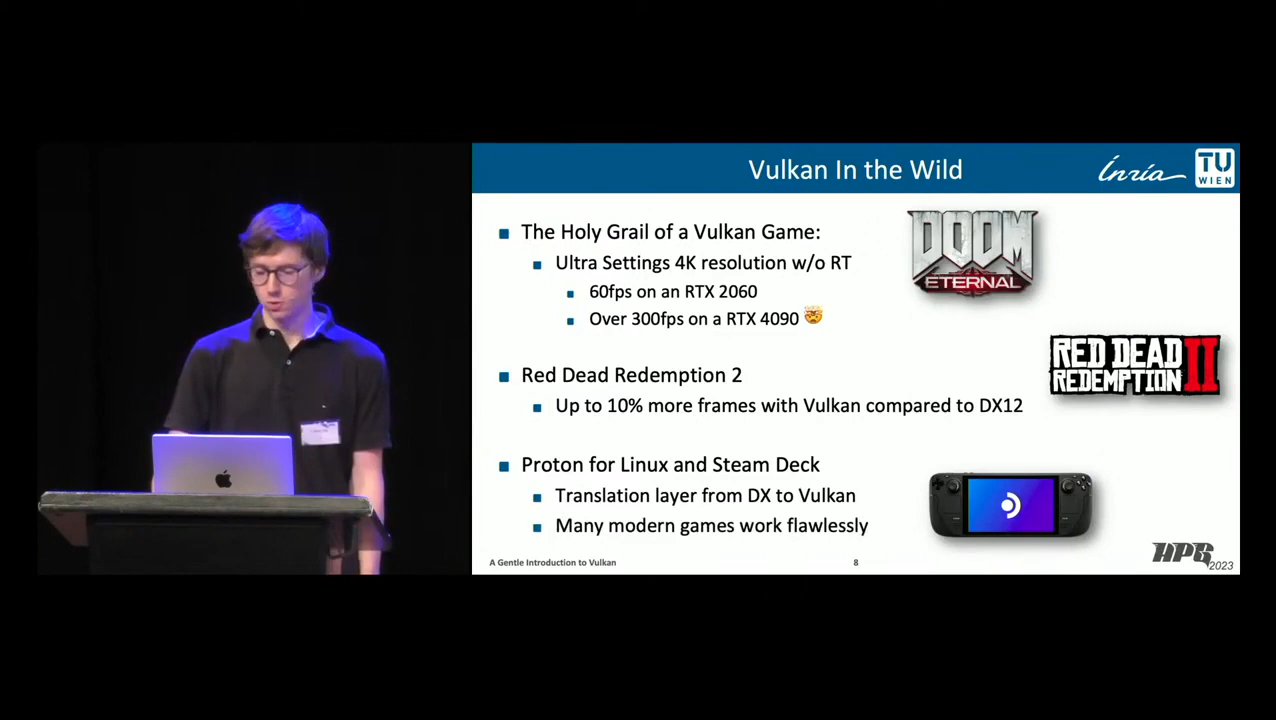 Vulkan In the Wild
Inria
TU
WIEN
The Holy Grail of a Vulkan Game:
Ultra Settings 4K resolution w/o RT
60fps on an RTX 2060
Over 300fps on a RTX 4090 🤯
DOOM
ETERNAL
Red Dead Redemption 2
Up to 10% more frames with Vulkan compared to DX12
RED DEAD
REDEMPTION II
Proton for Linux and Steam Deck
Translation layer from DX to Vulkan
Many modern games work flawlessly
A Gentle Introduction to Vulkan
8
HPG
2023